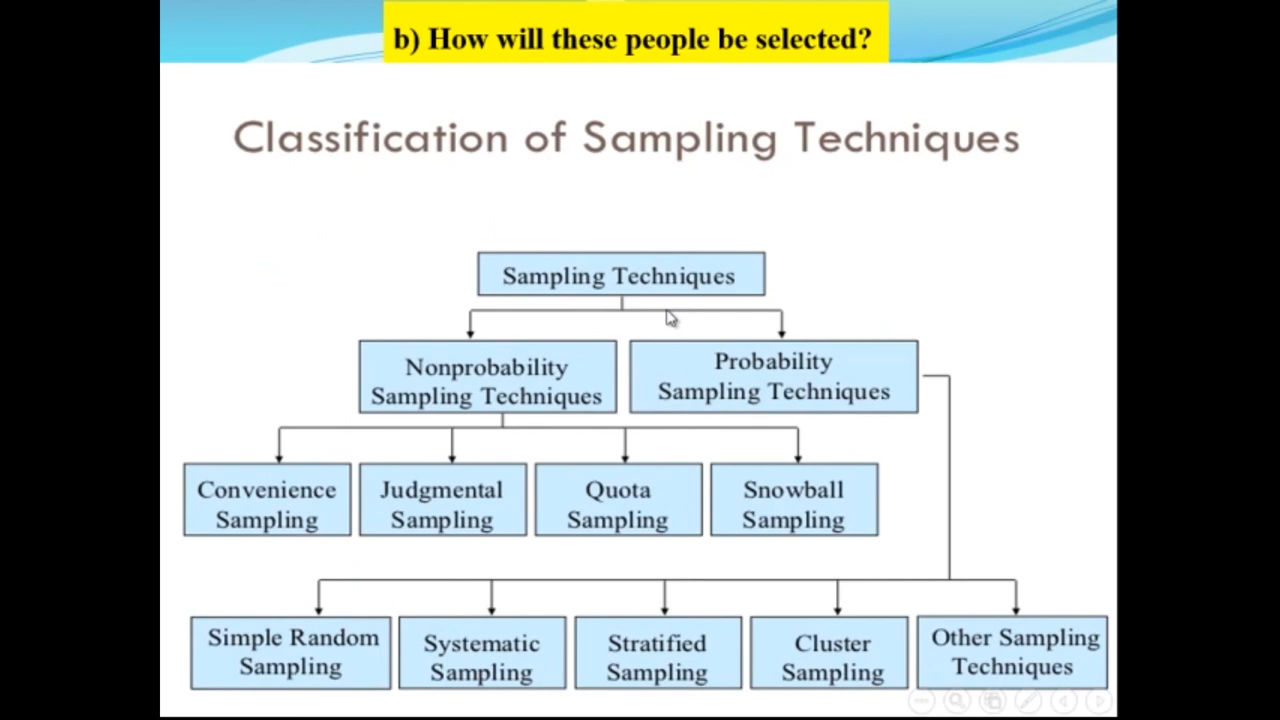 b) How will these people be selected?
Classification of Sampling Techniques
Sampling Techniques
Nonprobability
Sampling Techniques
Probability
Sampling Techniques
Convenience
Sampling
Judgmental
Sampling
Quota
Sampling
Snowball
Sampling
Simple Random
Sampling
Systematic
Sampling
Stratified
Sampling
Cluster
Sampling
Other Sampling
Techniques